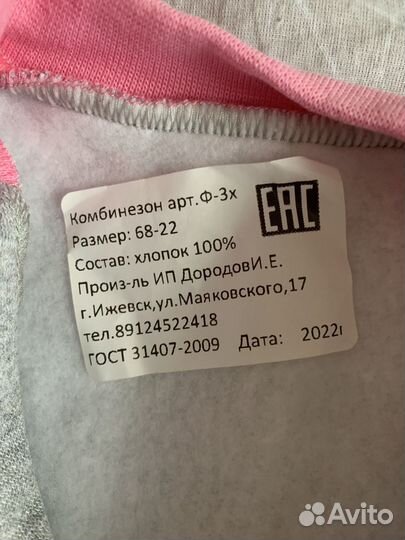 Комбинезон арт.Ф-3х
Размер: 68-22
Состав: хлопок 100%
Произ-ль ИП ДородовИ.Е.
г.Ижевск,ул.Маяковского,17
тел.89124522418
ГОСТ 31407-2009 Дата: 2022г
EAC
Avito